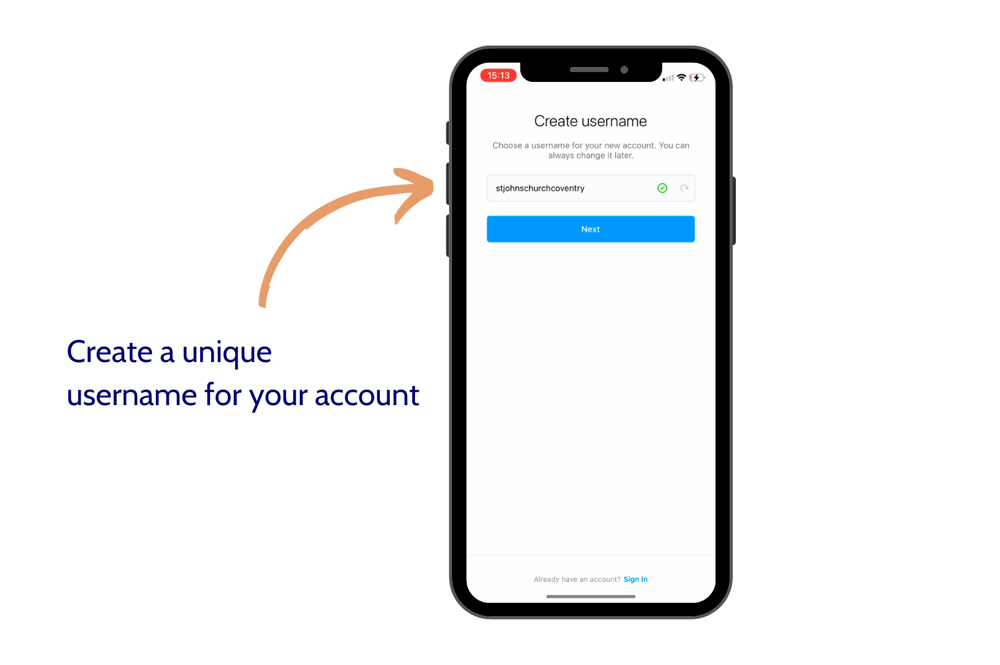 15:13
Create username
Choose a username for your new account. You can
always change it later.
stjohnschurchcoventry
Next
Create a unique
username for your account
Already have an account? Sign In